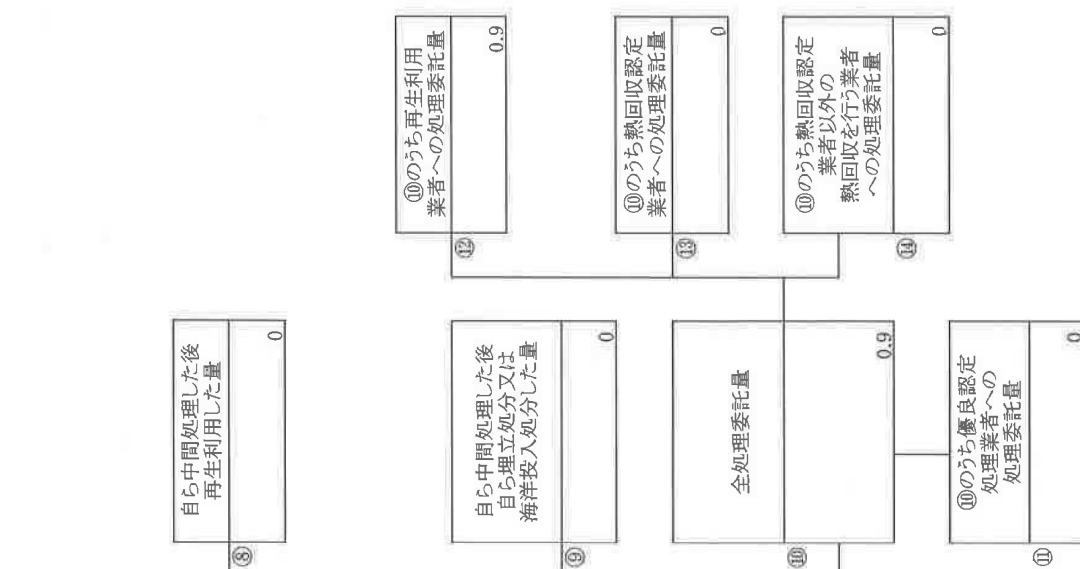 ⑧
自ら中間処理した後
再生利用した量
0
⑨
自ら中間処理した後
自ら埋立処分又は
海洋投入処分した量
0
⑩
全処理委託量
0.9
⑪
⑩のうち優良認定
処理業者への
処理委託量
0
⑫
⑩のうち再生利用
業者への処理委託量
0.9
⑬
⑩のうち熱回収認定
業者への処理委託量
0
⑭
⑩のうち熱回収認定
業者以外の
熱回収を行う業者
への処理委託量
0